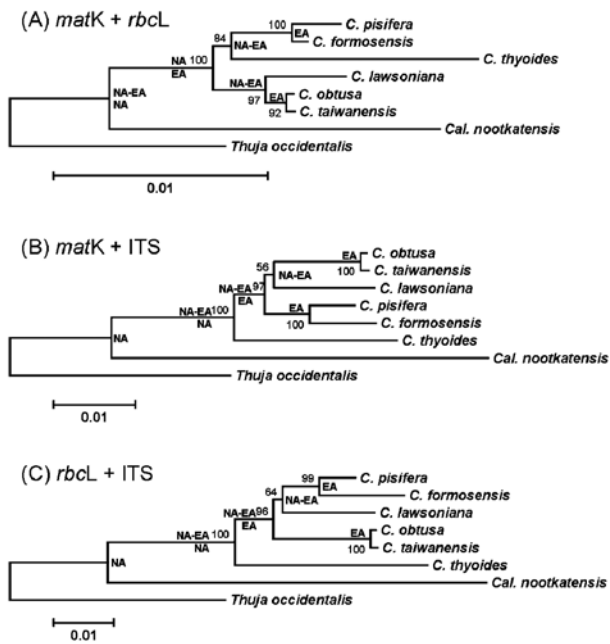 (A) matK + rbcL
C. pisifera
100 EA
C. formosensis
84
NA-EA
C. thyoides
NA 100
EA
C. lawsoniana
NA-EA
C. obtusa
97 EA
92
C. taiwanensis
NA-EA
NA
Cal. nootkatensis
Thuja occidentalis
0.01
(B) matK + ITS
C. obtusa
EA
100
C. taiwanensis
56
NA-EA
C. lawsoniana
NA-EA 97
EA
C. pisifera
EA
100
C. formosensis
NA-EA 100
NA
C. thyoides
NA
Cal. nootkatensis
Thuja occidentalis
0.01
(C) rbcL + ITS
C. pisifera
99
EA
C. formosensis
64
NA-EA
C. lawsoniana
NA-EA 96
EA
C. obtusa
EA
100
C. taiwanensis
NA-EA 100
NA
C. thyoides
NA
Cal. nootkatensis
Thuja occidentalis
0.01